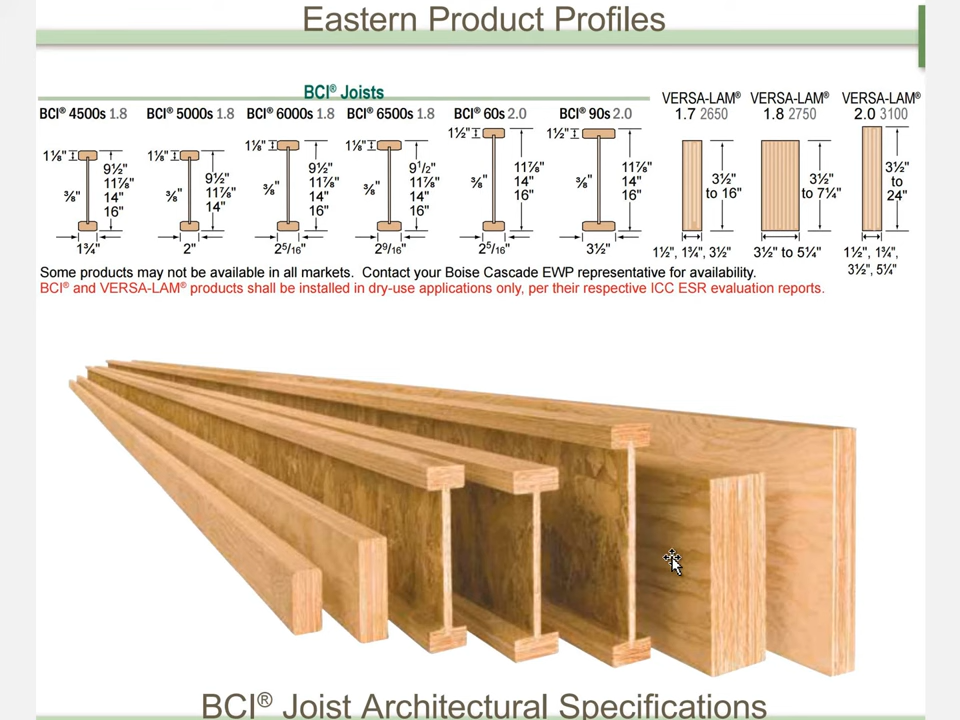 Eastern Product Profiles
BCI® Joists
BCI® 4500s 1.8
BCI® 5000s 1.8
BCI® 6000s 1.8
BCI® 6500s 1.8
BCI® 60s 2.0
BCI® 90s 2.0
VERSA-LAM®
1.7 2650
VERSA-LAM®
1.8 2750
VERSA-LAM®
2.0 3100
1⅛"
⅜"
9½"
11⅞"
14"
16"
1¾"
1⅛"
⅜"
9½"
11⅞"
14"
2"
1⅛"
⅜"
9½"
11⅞"
14"
16"
2⁵/₁₆"
1⅛"
⅜"
9¹/₂"
11⅞"
14"
16"
2⁹/₁₆"
1½"
⅜"
11⅞"
14"
16"
2⁵/₁₆"
1½"
⅜"
11⅞"
14"
16"
3½"
3½"
to 16"
1½", 1¾", 3½"
3½"
to 7¼"
3½" to 5¼"
3½"
to
24"
1½", 1¾",
3½", 5¼"
Some products may not be available in all markets. Contact your Boise Cascade EWP representative for availability.
BCI® and VERSA-LAM® products shall be installed in dry-use applications only, per their respective ICC ESR evaluation reports.
BCI® Joist Architectural Specifications